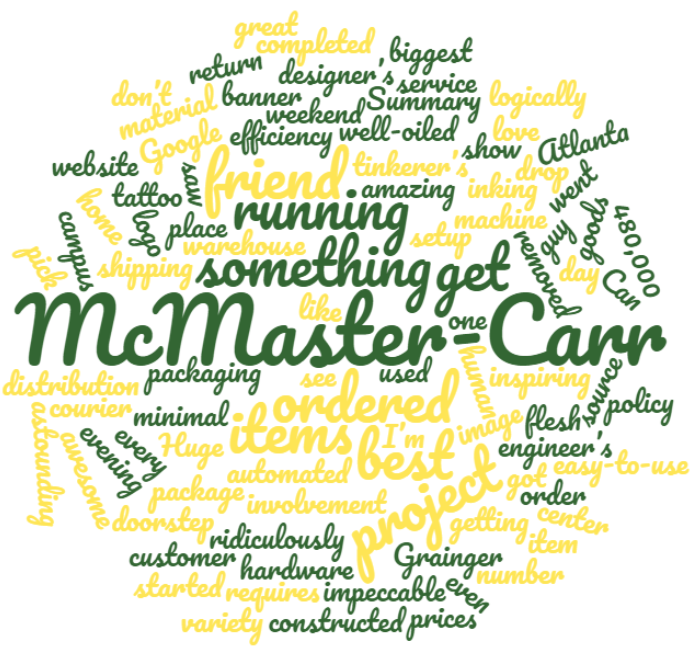 great
completed
biggest
return
designer's
service
don't
banner
Summary
logically
material
weekend
Google
efficiency
well-oiled
love
Atlanta
show
website
saw
friend
tinkerer's
drop
tattoo
amazing
inking
went
home
logo
place
running
machine
guy
goods
480,000
campus
warehouse
setup
removed
pick
shipping
something
get
day
Can
like
McMaster-Carr
one
distribution
packaging
see
used
human
inspiring
source
courier
minimal
ordered
image
flesh
policy
astounding
awesome
evening
every
Huge
items
I'm
best
engineer's
automated
project
got
easy-to-use
package
involvement
order
doorstep
getting
center
ridiculously
item
customer
hardware
Grainger
number
started
requires
impeccable
even
variety
constructed
prices